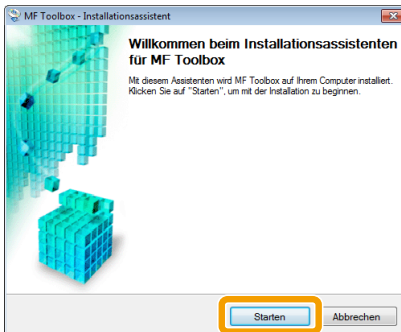 MF Toolbox - Installationsassistent
Willkommen beim Installationsassistenten
für MF Toolbox
Mit diesem Assistenten wird MF Toolbox auf Ihrem Computer installiert.
Klicken Sie auf "Starten", um mit der Installation zu beginnen.
Starten
Abbrechen